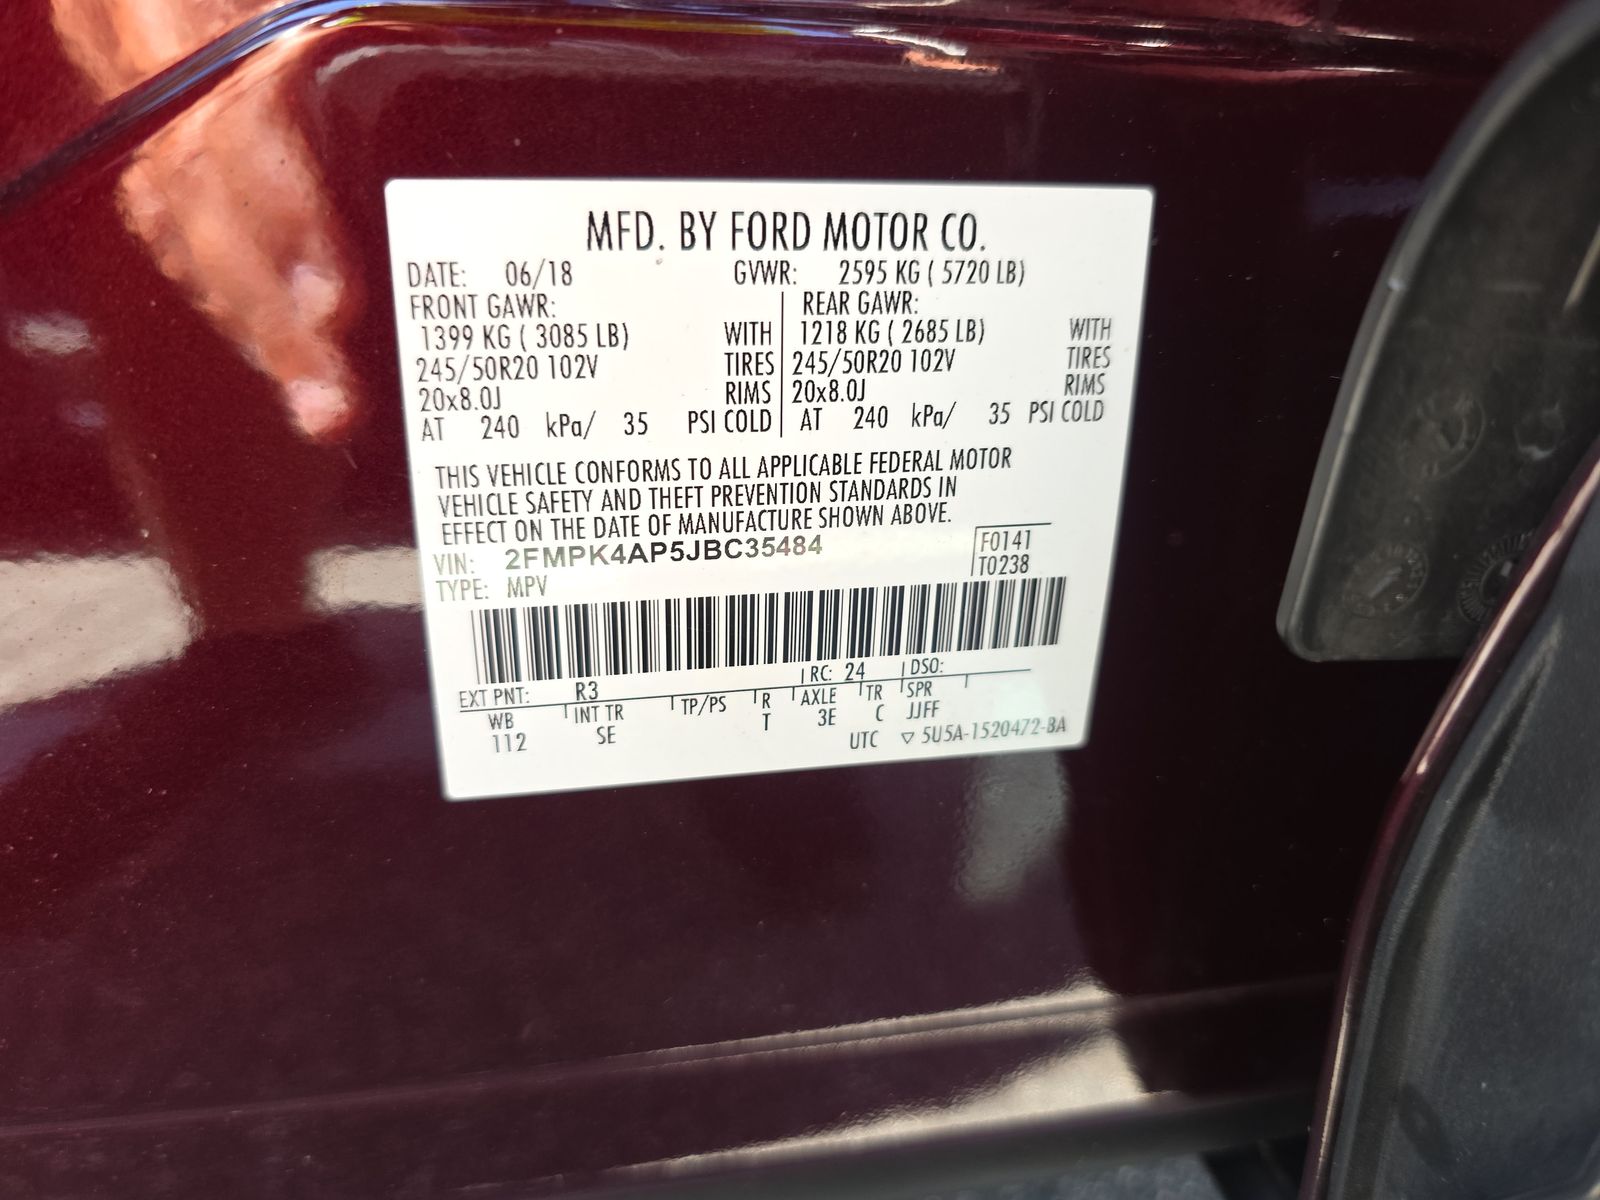 MFD. BY FORD MOTOR CO.
DATE: 06/18 GVWR: 2595 KG ( 5720 LB)
FRONT GAWR: REAR GAWR:
1399 KG ( 3085 LB) WITH 1218 KG ( 2685 LB) WITH
245/50R20 102V TIRES 245/50R20 102V TIRES
20x8.0J RIMS 20x8.0J RIMS
AT 240 kPa/ 35 PSI COLD AT 240 kPa/ 35 PSI COLD
THIS VEHICLE CONFORMS TO ALL APPLICABLE FEDERAL MOTOR
VEHICLE SAFETY AND THEFT PREVENTION STANDARDS IN
EFFECT ON THE DATE OF MANUFACTURE SHOWN ABOVE.
VIN: 2FMPK4AP5JBC35484 F0141
TYPE: MPV T0238
EXT PNT: R3 RC: 24 DSO:
WB INT TR TP/PS R AXLE TR SPR
112 SE T 3E C JJFF
UTC ▽ 5U5A-1520472-BA